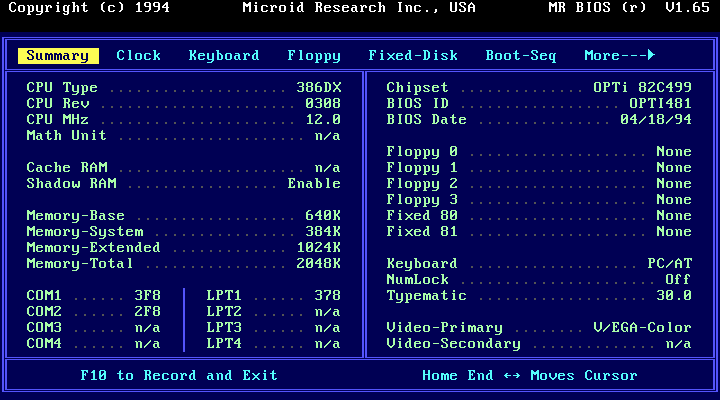 Copyright (c) 1994 Microid Research Inc., USA MR BIOS (r) V1.65
Summary Clock Keyboard Floppy Fixed-Disk Boot-Seq More---►
CPU Type .................... 386DX
CPU Rev ..................... 0308
CPU MHz ..................... 12.0
Math Unit .................... n/a
Cache RAM .................... n/a
Shadow RAM ................ Enable
Memory-Base ................. 640K
Memory-System ............... 384K
Memory-Extended ............ 1024K
Memory-Total ............... 2048K
COM1 ...... 3F8
COM2 ...... 2F8
COM3 ...... n/a
COM4 ...... n/a
LPT1 ...... 378
LPT2 ...... n/a
LPT3 ...... n/a
LPT4 ...... n/a
Chipset ............... OPTi 82C499
BIOS ID ................... OPTI481
BIOS Date ................ 04/18/94
Floppy 0 .................... None
Floppy 1 .................... None
Floppy 2 .................... None
Floppy 3 .................... None
Fixed 80 .................... None
Fixed 81 .................... None
Keyboard ................... PC/AT
NumLock ...................... Off
Typematic ................... 30.0
Video-Primary ........ V/EGA-Color
Video-Secondary .............. n/a
F10 to Record and Exit
Home End ↔ Moves Cursor